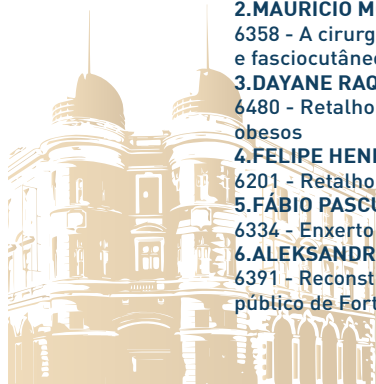 2.MAURICIO M
6358 - A cirurg
e fasciocutâne
3.DAYANE RAQ
6480 - Retalho
obesos
4.FELIPE HENR
6201 - Retalho
5.FÁBIO PASCU
6334 - Enxerto
6.ALEKSANDR
6391 - Reconst
público de Fort